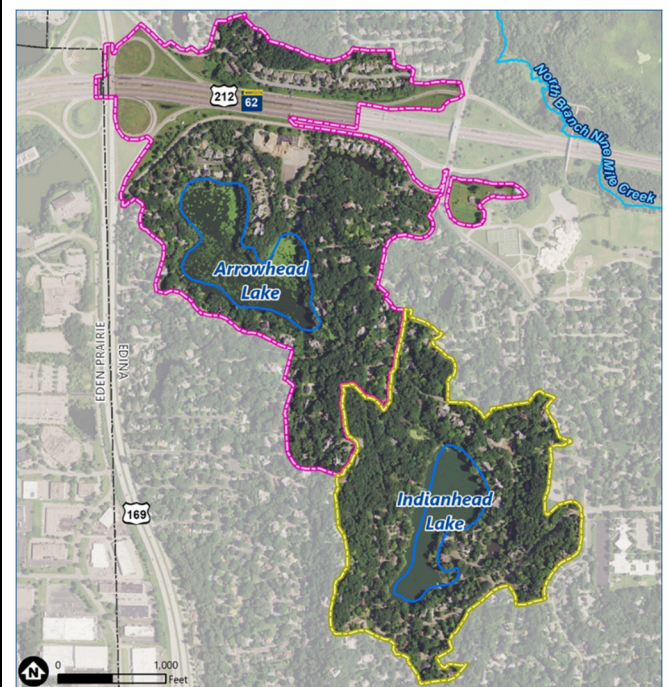 212
62
North Branch Nine Mile Creek
Arrowhead
Lake
EDEN PRAIRIE
EDINA
169
Indianhead
Lake
N
0
1,000
Feet